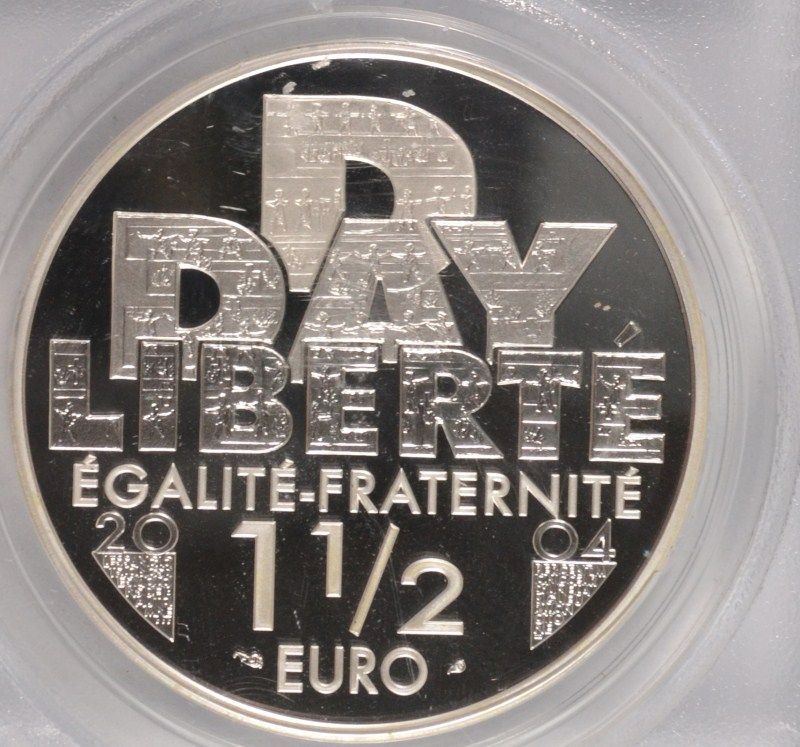 D
DAY
LIBERTÉ
ÉGALITÉ-FRATERNITÉ
20 04
1 1/2
EURO